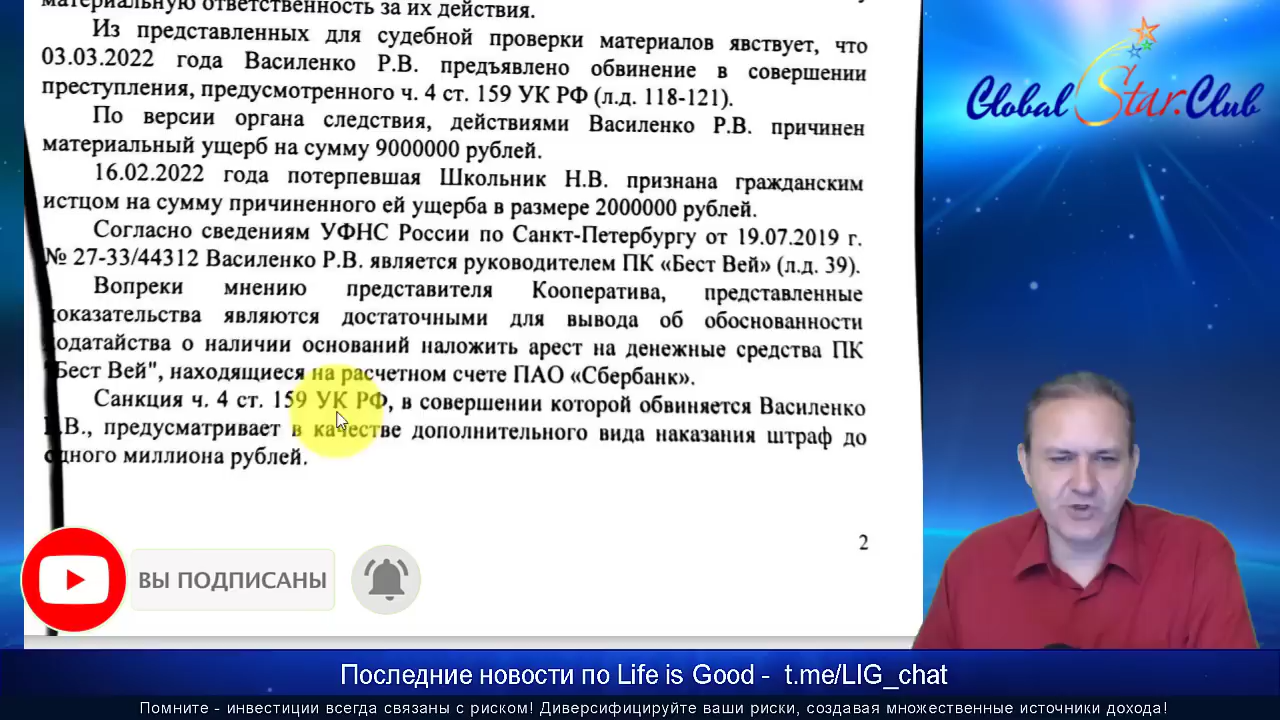 материальную ответственность за их действия.
Из представленных для судебной проверки материалов явствует, что
03.03.2022 года Василенко Р.В. предъявлено обвинение в совершении
преступления, предусмотренного ч. 4 ст. 159 УК РФ (л.д. 118-121).
По версии органа следствия, действиями Василенко Р.В. причинен
материальный ущерб на сумму 9000000 рублей.
16.02.2022 года потерпевшая Школьник Н.В. признана гражданским
истцом на сумму причиненного ей ущерба в размере 2000000 рублей.
Согласно сведениям УФНС России по Санкт-Петербургу от 19.07.2019 г.
№ 27-33/44312 Василенко Р.В. является руководителем ПК «Бест Вей» (л.д. 39).
Вопреки мнению представителя Кооператива, представленные
доказательства являются достаточными для вывода об обоснованности
ходатайства о наличии оснований наложить арест на денежные средства ПК
"Бест Вей", находящиеся на расчетном счете ПАО «Сбербанк».
Санкция ч. 4 ст. 159 УК РФ, в совершении которой обвиняется Василенко
Р.В., предусматривает в качестве дополнительного вида наказания штраф до
одного миллиона рублей.
2
Global Star.Club
ВЫ ПОДПИСАНЫ
Последние новости по Life is Good - t.me/LIG_chat
Помните - инвестиции всегда связаны с риском! Диверсифицируйте ваши риски, создавая множественные источники дохода!